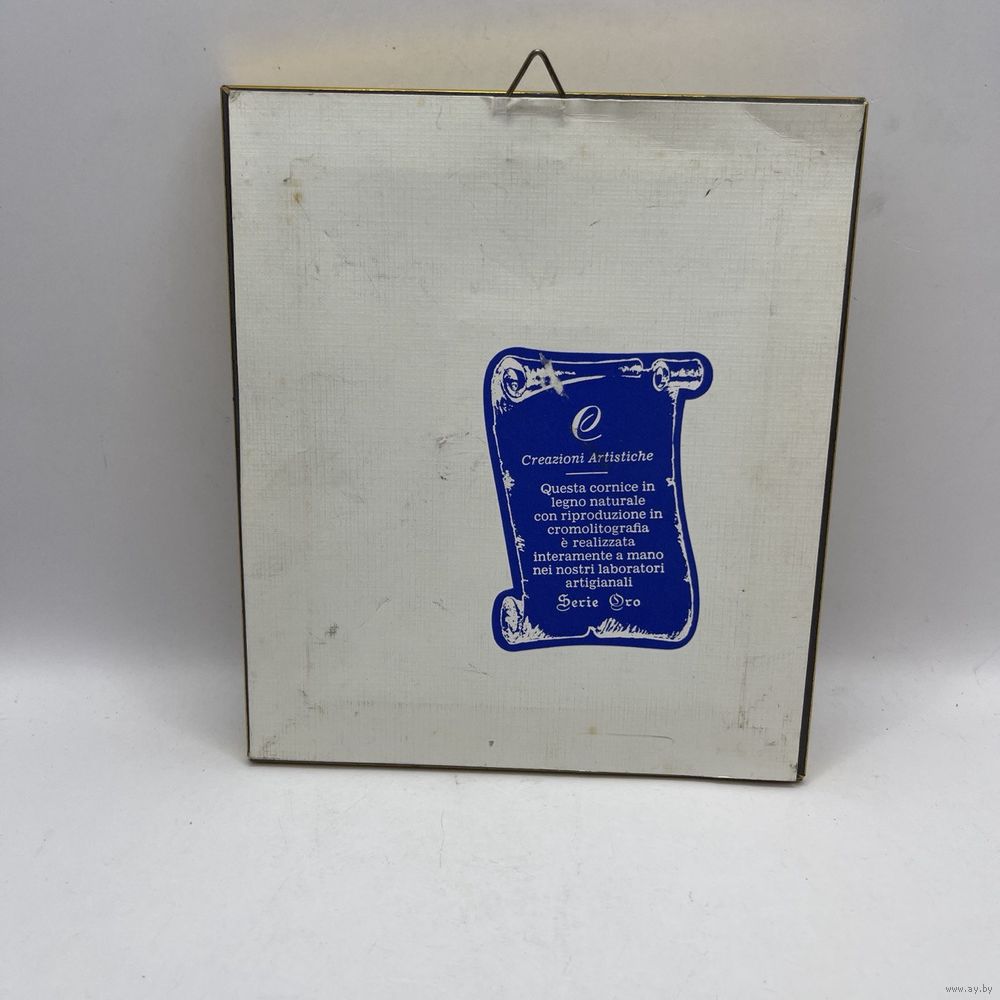 C
Creazioni Artistiche
Questa cornice in
legno naturale
con riproduzione in
cromolitografia
è realizzata
interamente a mano
nei nostri laboratori
artigianali
Serie Oro
www.ay.by